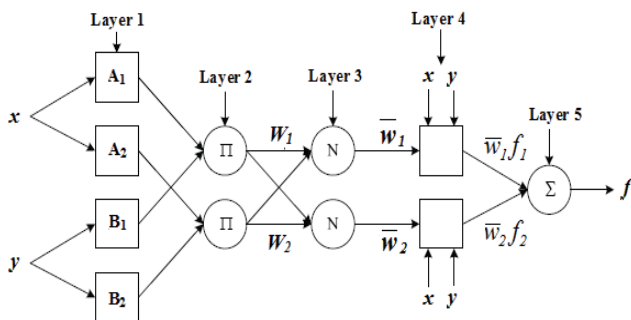 Layer 1
Layer 4
A₁
Layer 2
Layer 3
x y
x
W₁
w̅₁
Layer 5
Π
N
w̅₁f₁
A₂
Σ
f
B₁
Π
N
w̅₂f₂
W₂
w̅₂
y
B₂
x y